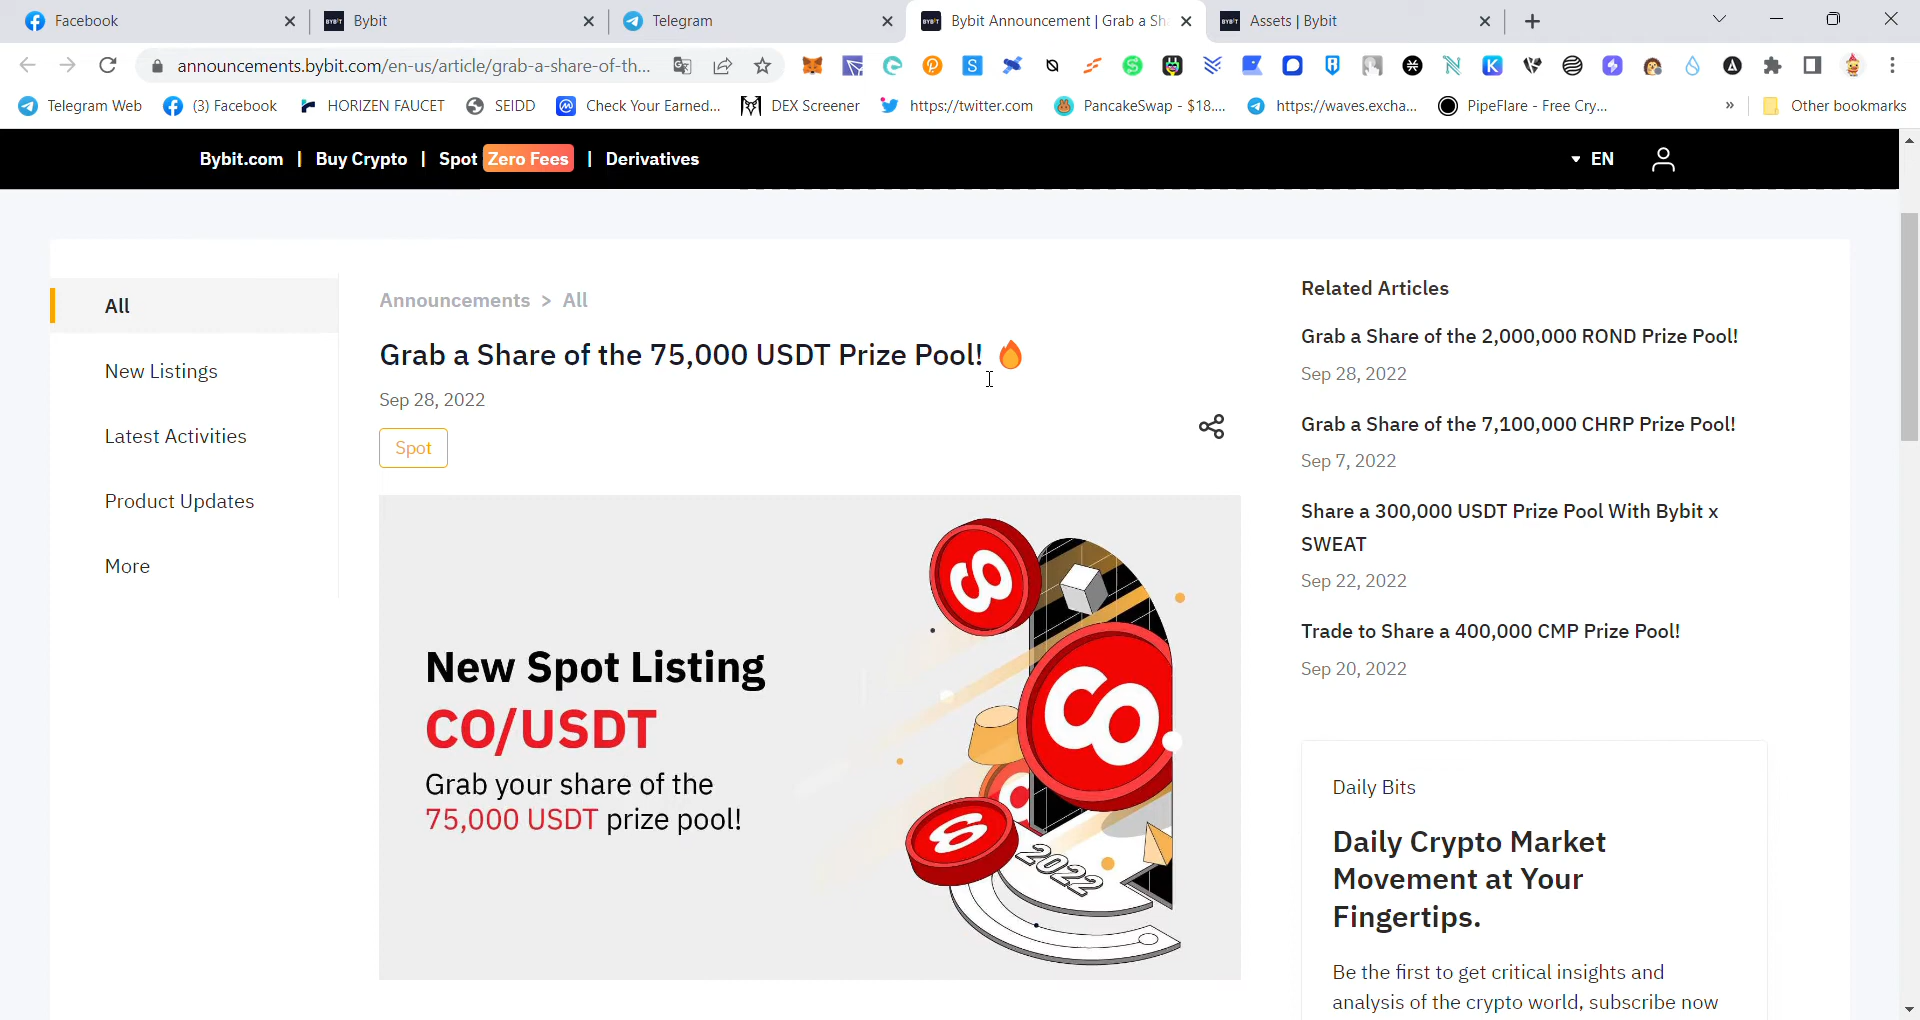 Facebook
Bybit
Telegram
Bybit Announcement | Grab a Sh
Assets | Bybit
announcements.bybit.com/en-us/article/grab-a-share-of-th...
Telegram Web
(3) Facebook
HORIZEN FAUCET
SEIDD
Check Your Earned...
DEX Screener
https://twitter.com
PancakeSwap - $18....
https://waves.excha...
PipeFlare - Free Cry...
»
Other bookmarks
Bybit.com | Buy Crypto | Spot Zero Fees | Derivatives
EN
All
New Listings
Latest Activities
Product Updates
More
Announcements > All
Grab a Share of the 75,000 USDT Prize Pool! 🔥
Sep 28, 2022
Spot
New Spot Listing
CO/USDT
Grab your share of the
75,000 USDT prize pool!
2022
Related Articles
Grab a Share of the 2,000,000 ROND Prize Pool!
Sep 28, 2022
Grab a Share of the 7,100,000 CHRP Prize Pool!
Sep 7, 2022
Share a 300,000 USDT Prize Pool With Bybit x
SWEAT
Sep 22, 2022
Trade to Share a 400,000 CMP Prize Pool!
Sep 20, 2022
Daily Bits
Daily Crypto Market
Movement at Your
Fingertips.
Be the first to get critical insights and
analysis of the crypto world, subscribe now